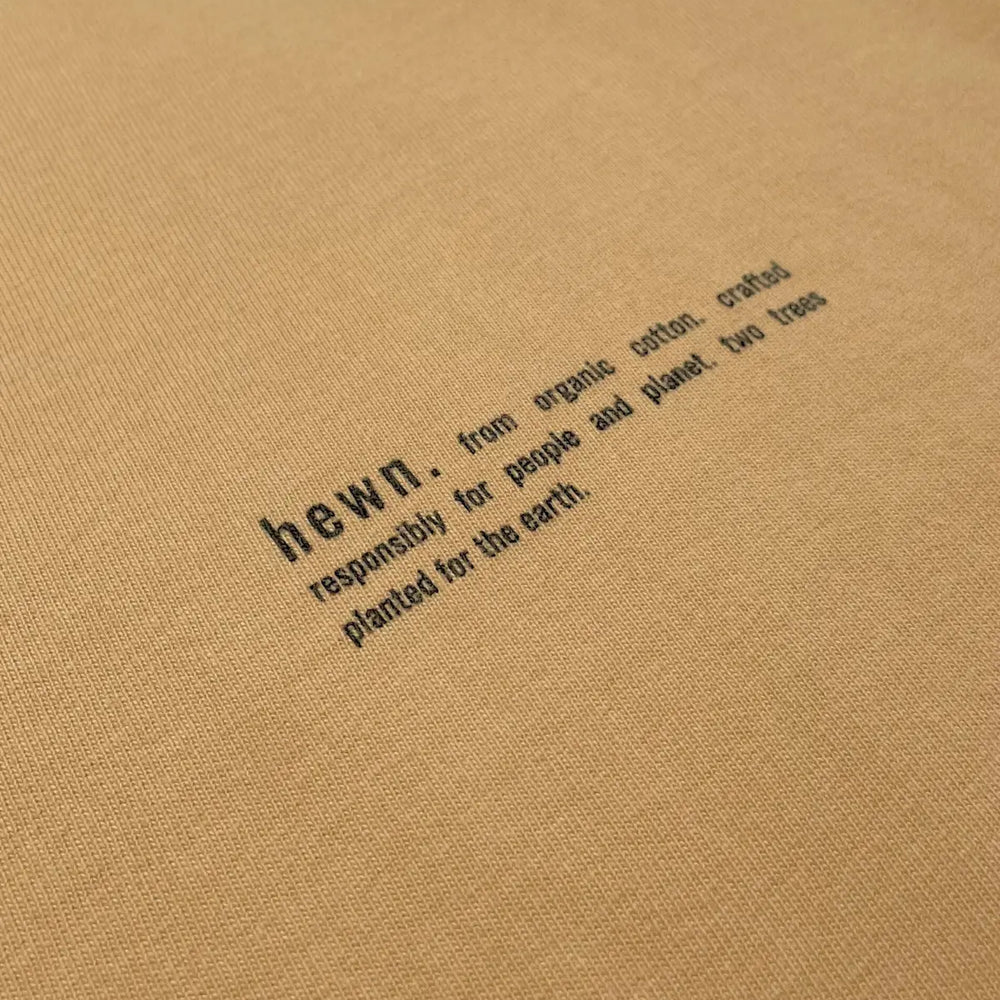 hewn. from organic cotton. crafted
responsibly for people and planet. two trees
planted for the earth.